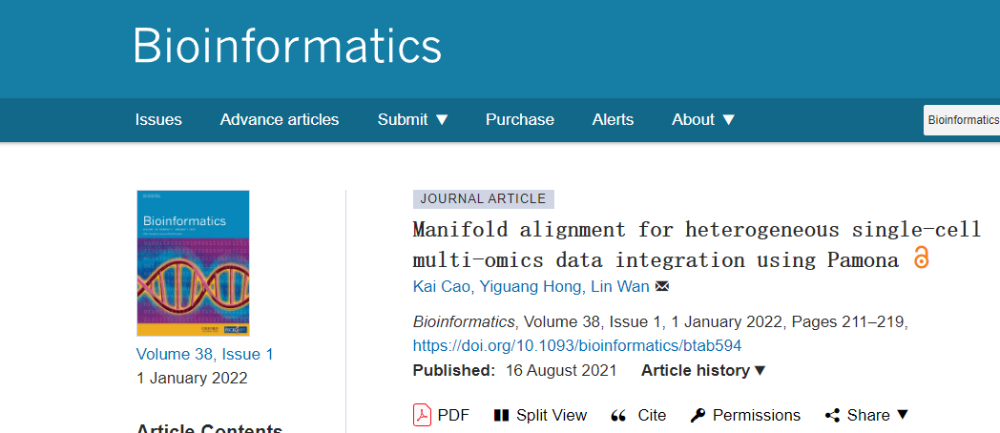 Bioinformatics
Issues Advance articles Submit ▼ Purchase Alerts About ▼ Bioinformatics
JOURNAL ARTICLE
Manifold alignment for heterogeneous single-cell
multi-omics data integration using Pamona
Kai Cao, Yiguang Hong, Lin Wan
Bioinformatics, Volume 38, Issue 1, 1 January 2022, Pages 211–219,
https://doi.org/10.1093/bioinformatics/btab594
Published: 16 August 2021 Article history ▼
PDF Split View Cite Permissions Share ▼
Bioinformatics
OXFORD
Volume 38, Issue 1
1 January 2022
Article Contents